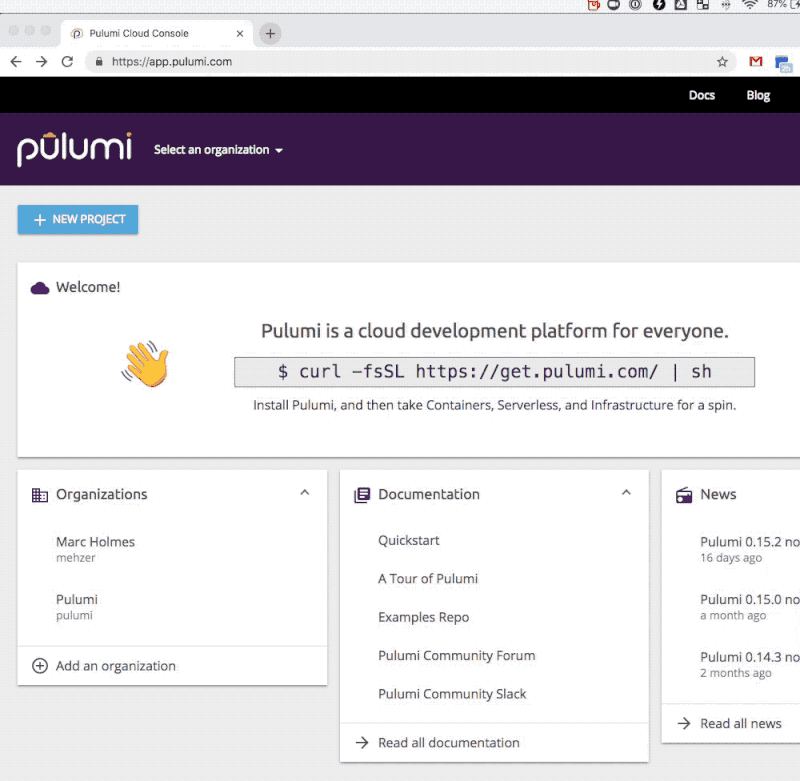 87%
Pulumi Cloud Console
https://app.pulumi.com
Docs Blog
pulumi Select an organization
+ NEW PROJECT
Welcome!
Pulumi is a cloud development platform for everyone.
$ curl -fsSL https://get.pulumi.com/ | sh
Install Pulumi, and then take Containers, Serverless, and Infrastructure for a spin.
Organizations
Marc Holmes
mehzer
Pulumi
pulumi
Add an organization
Documentation
Quickstart
A Tour of Pulumi
Examples Repo
Pulumi Community Forum
Pulumi Community Slack
Read all documentation
News
Pulumi 0.15.2 no
16 days ago
Pulumi 0.15.0 no
a month ago
Pulumi 0.14.3 no
2 months ago
Read all news